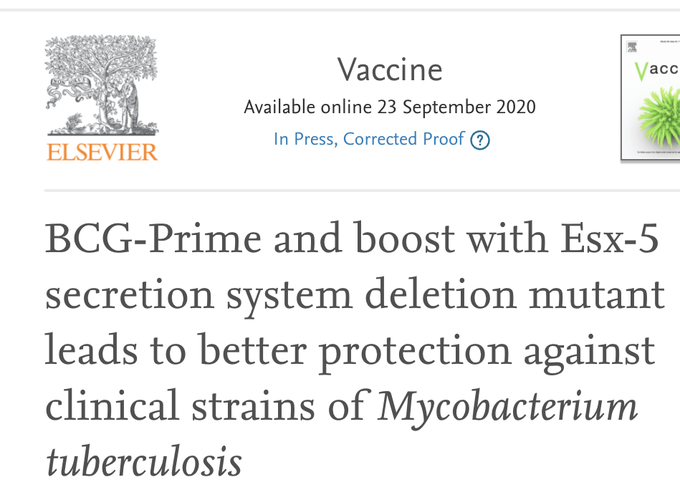 Vaccine
Available online 23 September 2020
In Press, Corrected Proof ?
ELSEVIER
Vacc
BCG-Prime and boost with Esx-5
secretion system deletion mutant
leads to better protection against
clinical strains of Mycobacterium
tuberculosis